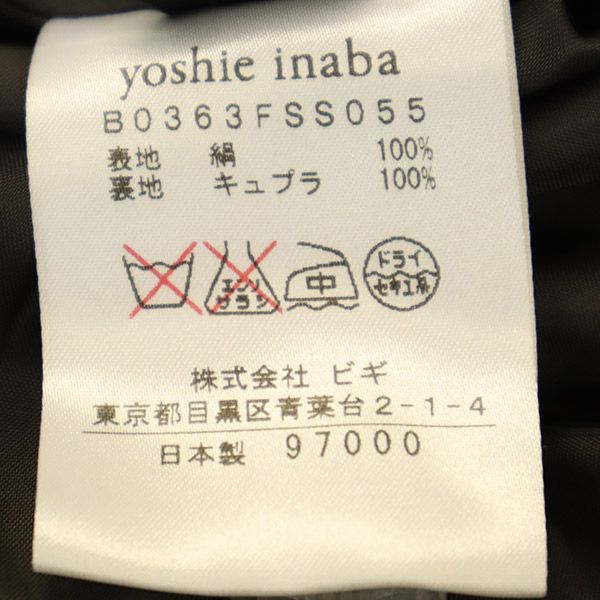 yoshie inaba
B0363FSS055
表地 絹 100%
裏地 キュプラ 100%
エンソ
サラシ
中
ドライ
セキユ系
株式会社 ビギ
東京都目黒区青葉台2-1-4
日本製 97000